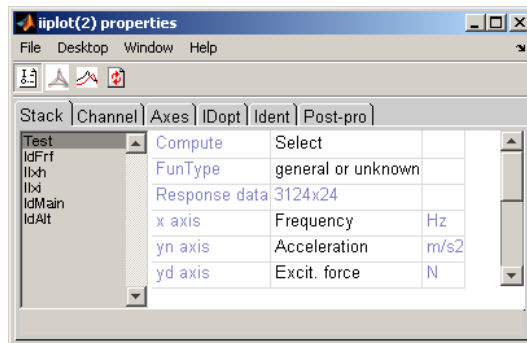 iiplot(2) properties
File Desktop Window Help
Stack Channel Axes IDopt Ident Post-pro
Test
IdFrf
IIxh
IIxi
IdMain
IdAlt
Compute Select
FunType general or unknown
Response data 3124x24
x axis Frequency Hz
yn axis Acceleration m/s2
yd axis Excit. force N